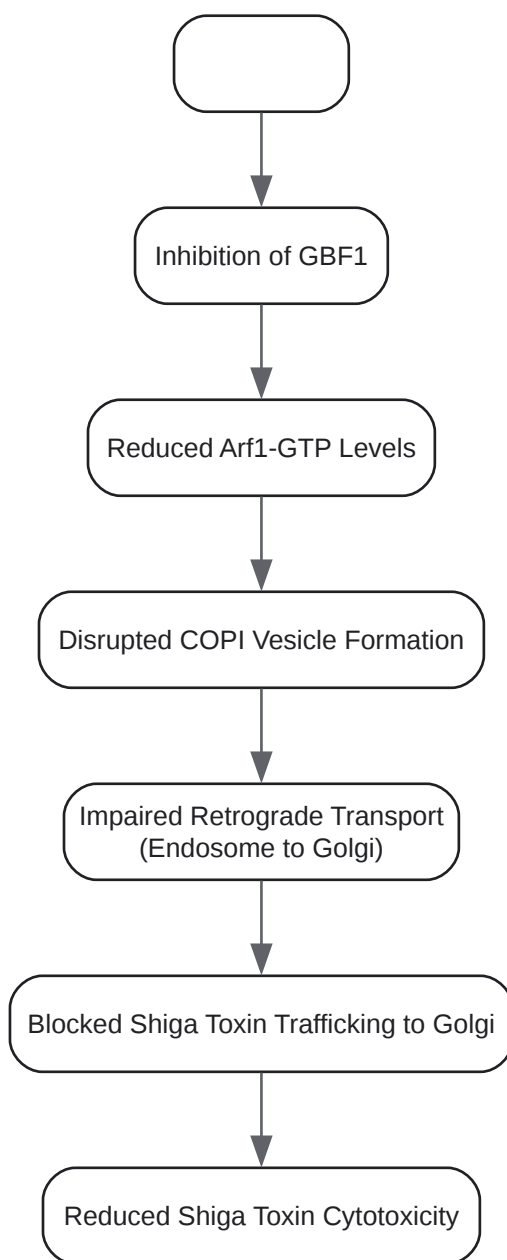 Inhibition of GBF1
Reduced Arf1-GTP Levels
Disrupted COPI Vesicle Formation
Impaired Retrograde Transport
(Endosome to Golgi)
Blocked Shiga Toxin Trafficking to Golgi
Reduced Shiga Toxin Cytotoxicity